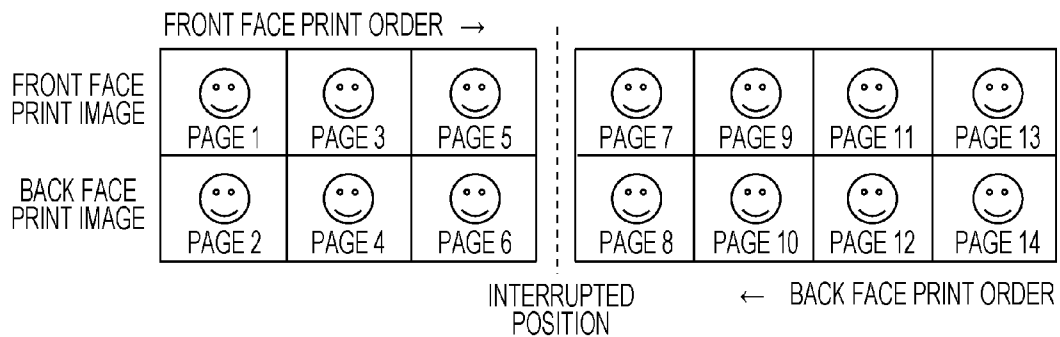 FRONT FACE PRINT ORDER →
FRONT FACE
PRINT IMAGE
PAGE 1 PAGE 3 PAGE 5 PAGE 7 PAGE 9 PAGE 11 PAGE 13
BACK FACE
PRINT IMAGE
PAGE 2 PAGE 4 PAGE 6 PAGE 8 PAGE 10 PAGE 12 PAGE 14
INTERRUPTED
POSITION
← BACK FACE PRINT ORDER